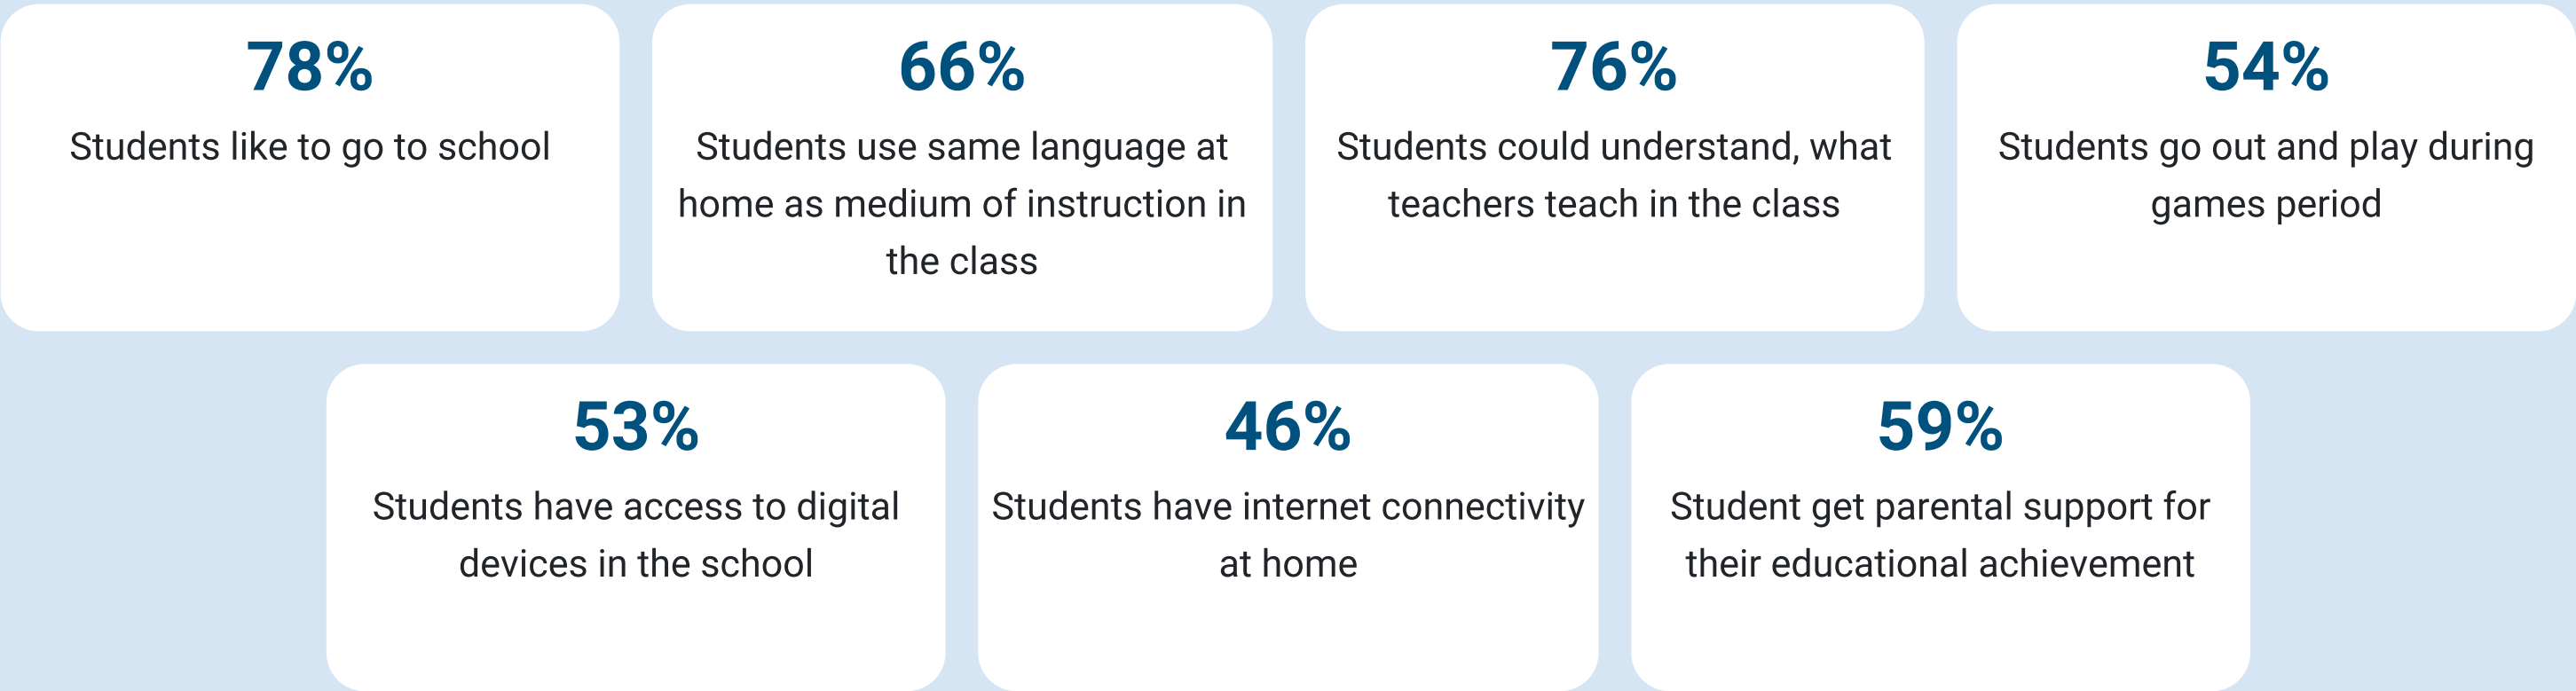 78%
Students like to go to school
66%
Students use same language at
home as medium of instruction in
the class
76%
Students could understand, what
teachers teach in the class
54%
Students go out and play during
games period
53%
Students have access to digital
devices in the school
46%
Students have internet connectivity
at home
59%
Student get parental support for
their educational achievement